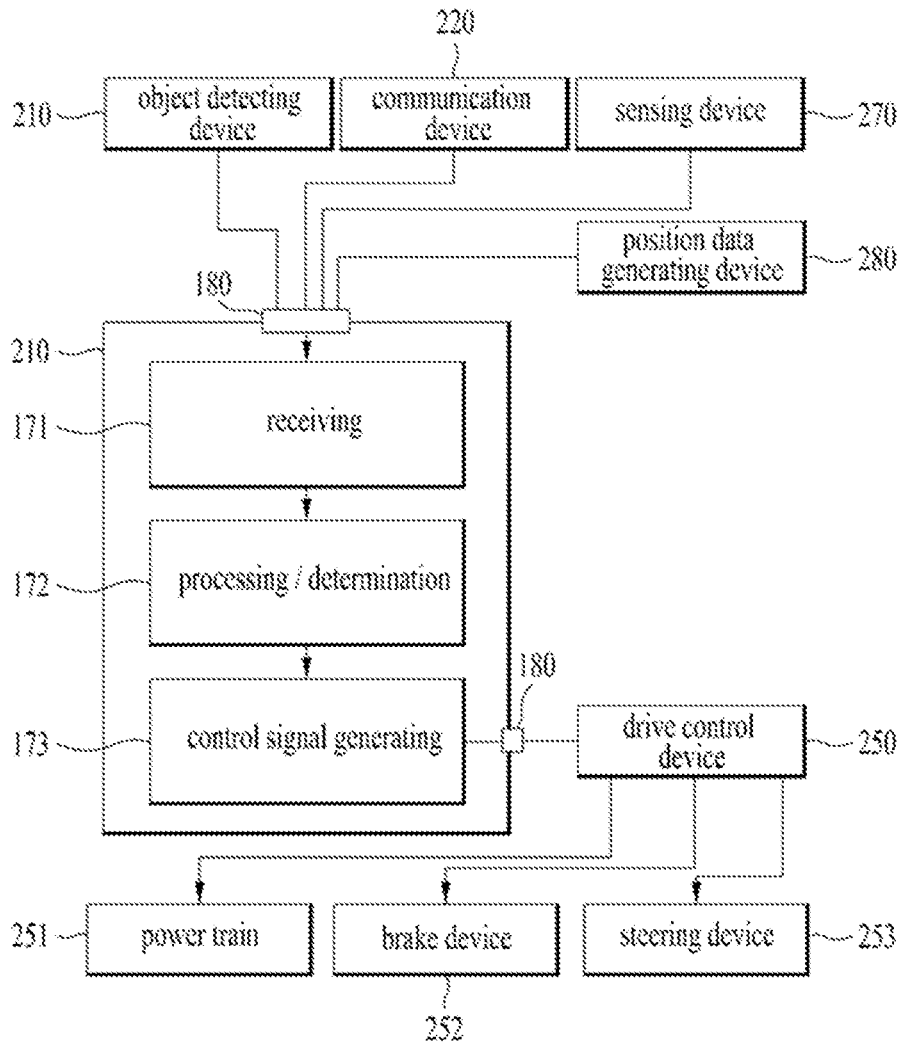 220
210
object detecting
device
communication
device
sensing device
270
position data
generating device
280
180
210
171
receiving
172
processing / determination
180
173
control signal generating
drive control
device
250
251
power train
brake device
steering device
253
252